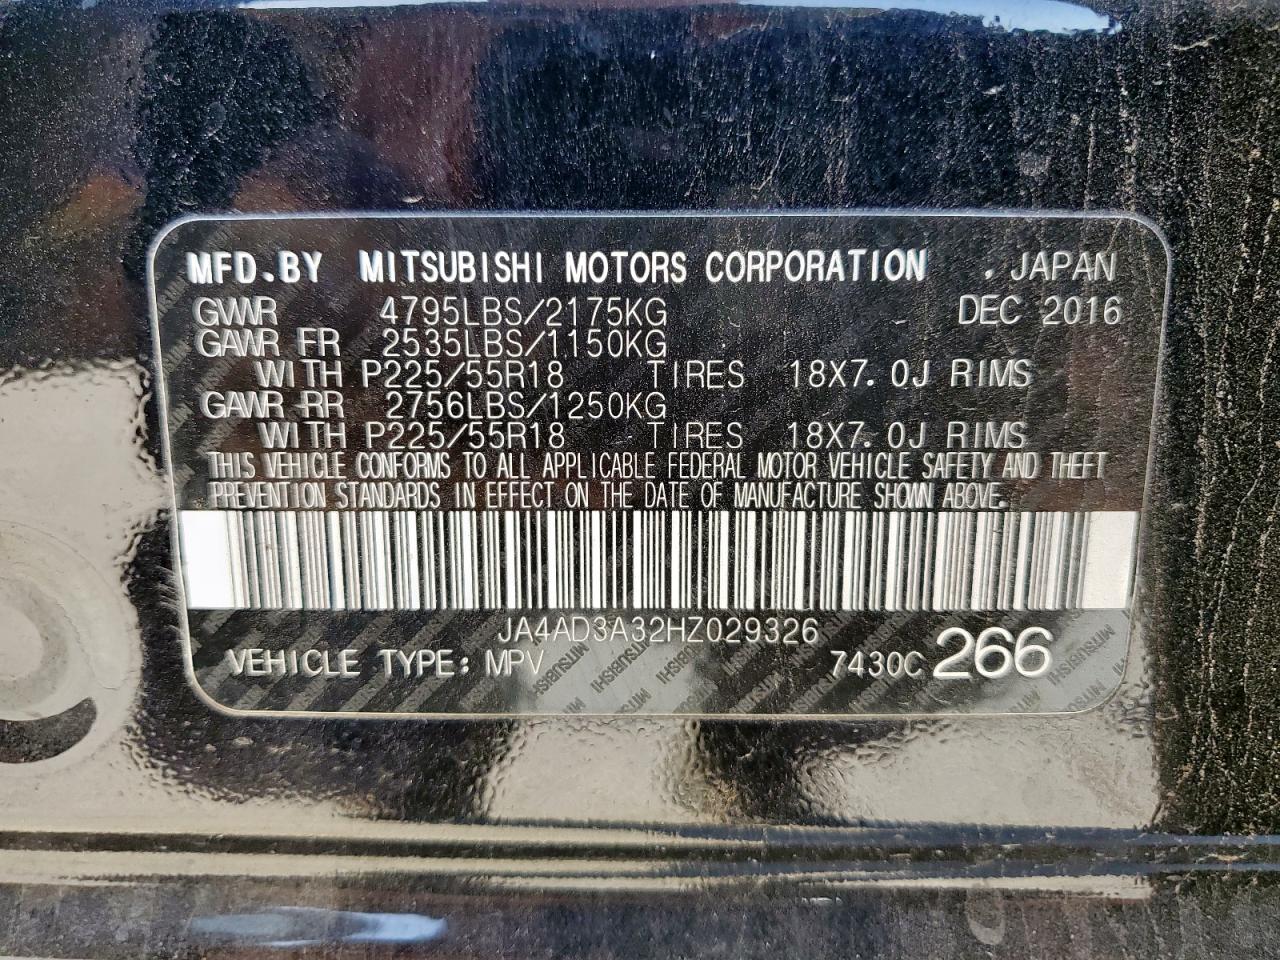 MFD.BY MITSUBISHI MOTORS CORPORATION . JAPAN
GVWR 4795LBS/2175KG DEC 2016
GAWR FR 2535LBS/1150KG
WITH P225/55R18 TIRES 18X7.0J RIMS
GAWR RR 2756LBS/1250KG
WITH P225/55R18 TIRES 18X7.0J RIMS
THIS VEHICLE CONFORMS TO ALL APPLICABLE FEDERAL MOTOR VEHICLE SAFETY AND THEFT
PREVENTION STANDARDS IN EFFECT ON THE DATE OF MANUFACTURE SHOWN ABOVE.
JA4AD3A32HZ029326
VEHICLE TYPE: MPV 7430C 266